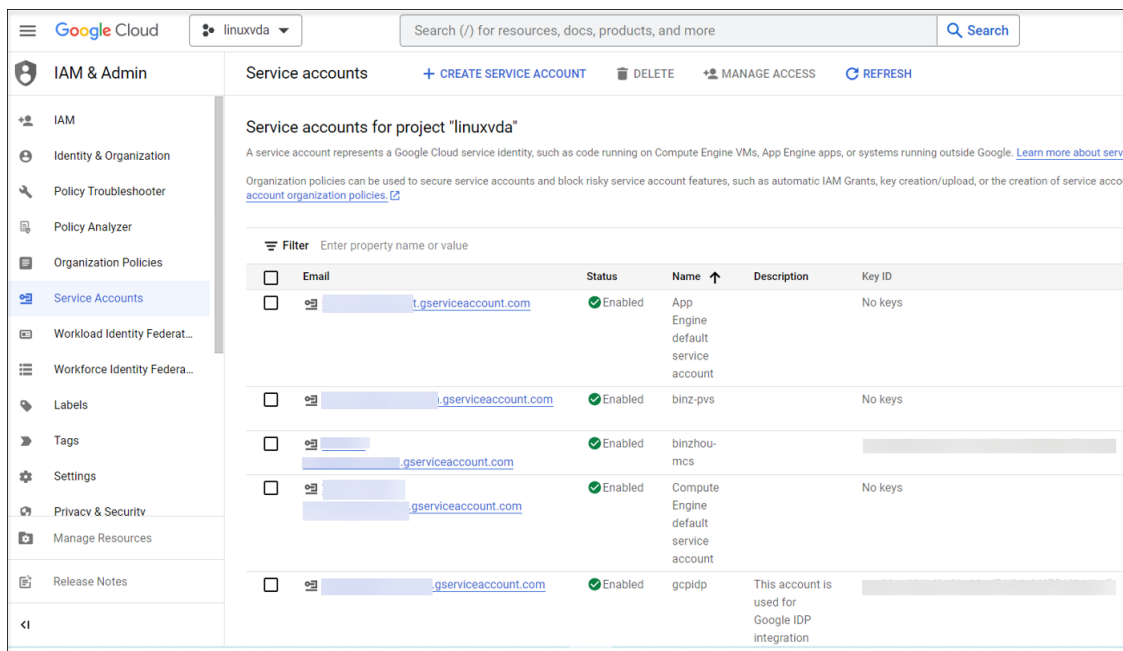 Google Cloud
linuxvda
Search (/) for resources, docs, products, and more
Search
IAM & Admin
Service accounts
+ CREATE SERVICE ACCOUNT
DELETE
MANAGE ACCESS
REFRESH
IAM
Identity & Organization
Policy Troubleshooter
Policy Analyzer
Organization Policies
Service Accounts
Workload Identity Federat...
Workforce Identity Federa...
Labels
Tags
Settings
Privacy & Security
Manage Resources
Release Notes
Service accounts for project "linuxvda"
A service account represents a Google Cloud service identity, such as code running on Compute Engine VMs, App Engine apps, or systems running outside Google. Learn more about serv
Organization policies can be used to secure service accounts and block risky service account features, such as automatic IAM Grants, key creation/upload, or the creation of service acco
account organization policies.
Filter Enter property name or value
Email Status Name Description Key ID
t.gserviceaccount.com Enabled App No keys
Engine
default
service
account
.gserviceaccount.com Enabled binz-pvs No keys
Enabled binzhou-
.gserviceaccount.com mcs
Enabled Compute No keys
.gserviceaccount.com Engine
default
service
account
.gserviceaccount.com Enabled gcpidp This account is
used for
Google IDP
integration